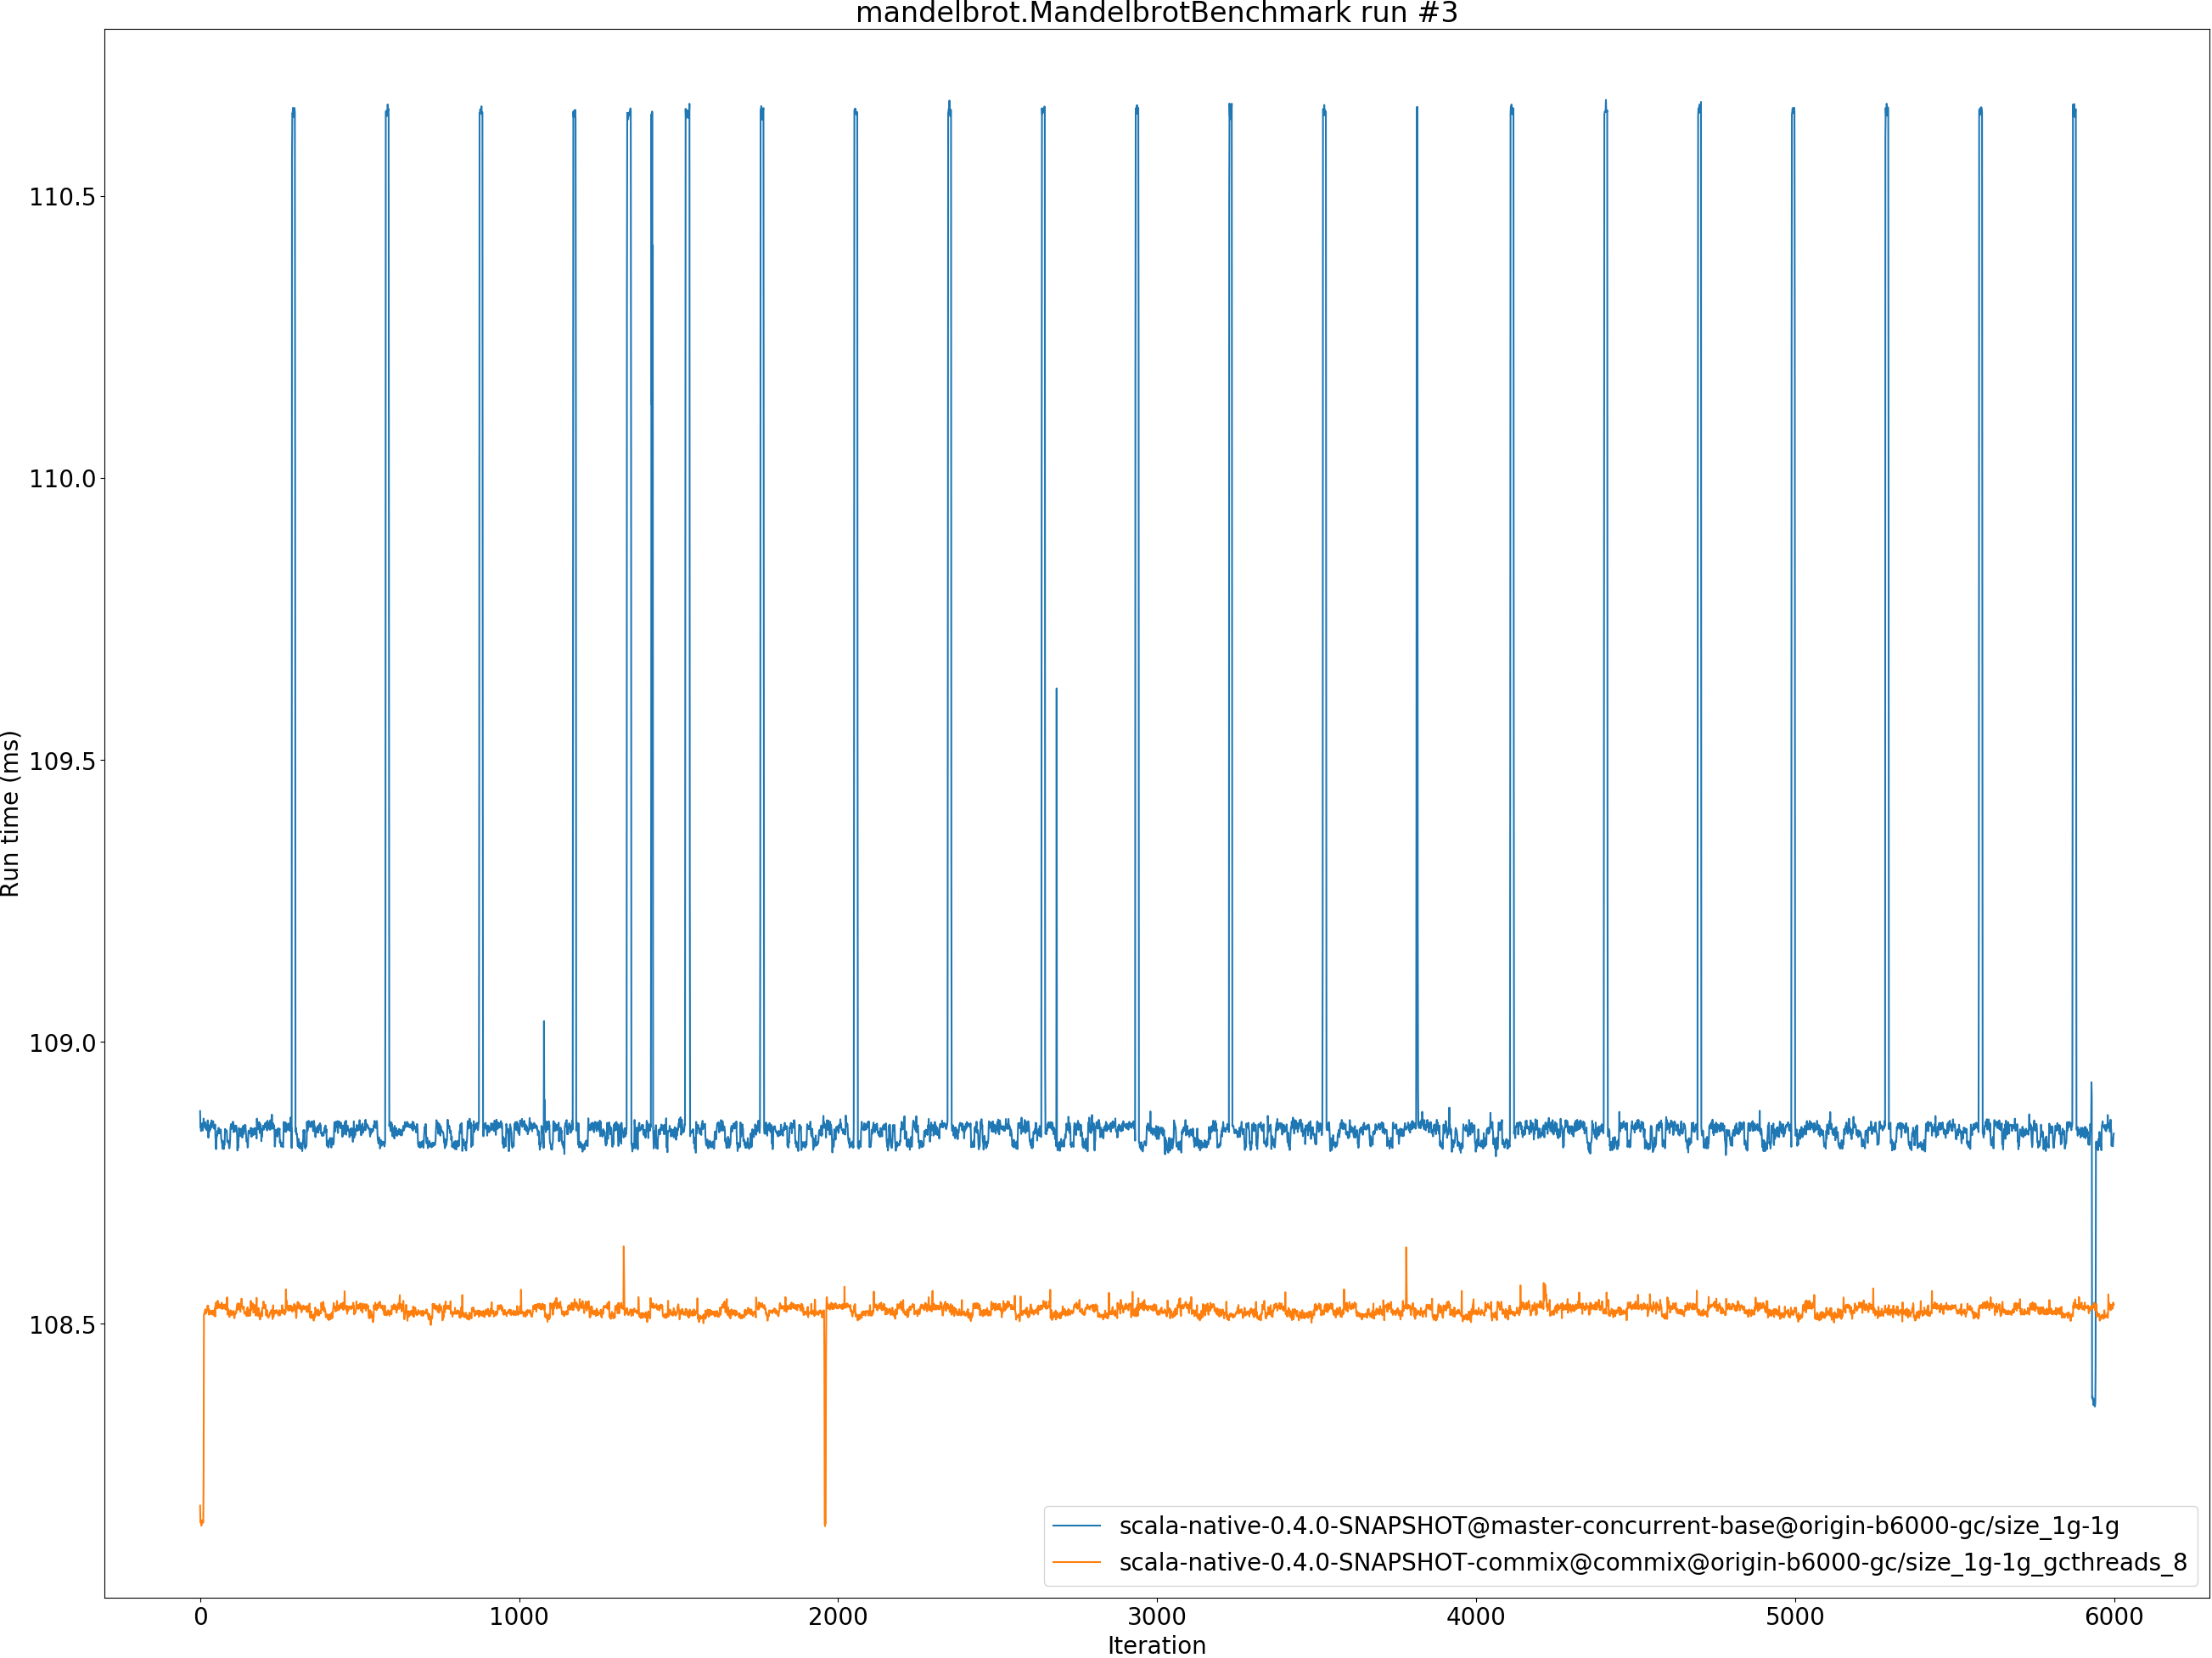 mandelbrot.MandelbrotBenchmark run #3
Run time (ms)
110.5
110.0
109.5
109.0
108.5
0 1000 2000 3000 4000 5000 6000
Iteration
scala-native-0.4.0-SNAPSHOT@master-concurrent-base@origin-b6000-gc/size_1g-1g
scala-native-0.4.0-SNAPSHOT-commix@commix@origin-b6000-gc/size_1g-1g_gcthreads_8